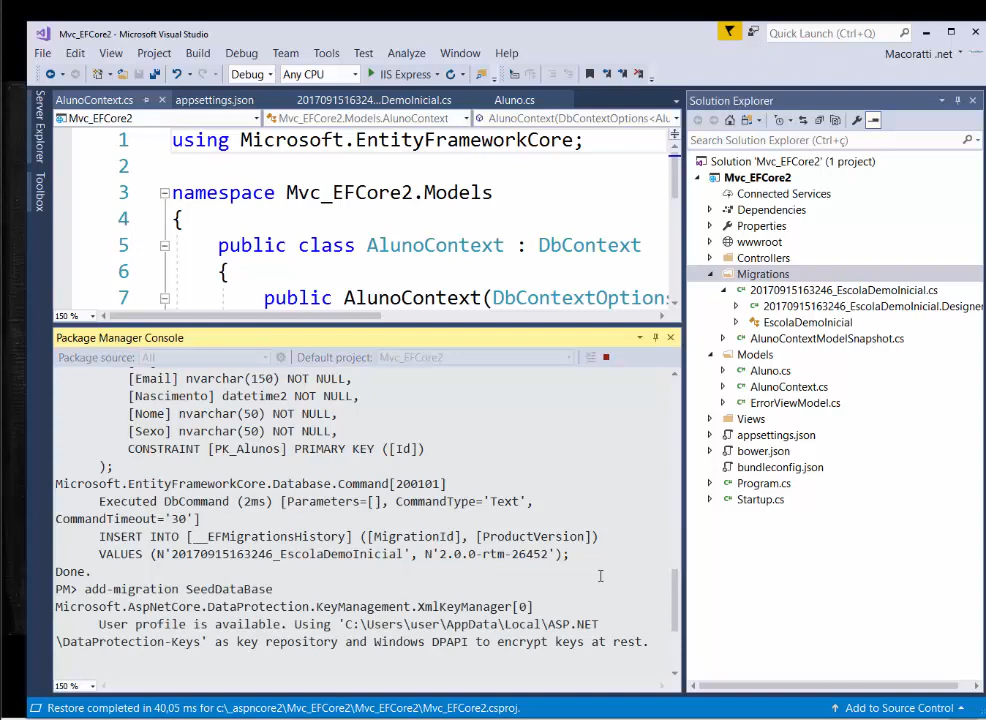 Mvc_EFCore2 - Microsoft Visual Studio
Quick Launch (Ctrl+Q)
File Edit View Project Build Debug Team Tools Test Analyze Window Help
Macoratti .net
Debug Any CPU IIS Express
Server Explorer
Toolbox
AlunoContext.cs appsettings.json 2017091516324...DemoInicial.cs Aluno.cs
Mvc_EFCore2 Mvc_EFCore2.Models.AlunoContext AlunoContext(DbContextOptions<Alu
1 using Microsoft.EntityFrameworkCore;
2
3 namespace Mvc_EFCore2.Models
4 {
5 public class AlunoContext : DbContext
6 {
7 public AlunoContext(DbContextOptions
150 %
Package Manager Console
Package source: All Default project: Mvc_EFCore2
[Email] nvarchar(150) NOT NULL,
[Nascimento] datetime2 NOT NULL,
[Nome] nvarchar(50) NOT NULL,
[Sexo] nvarchar(50) NOT NULL,
CONSTRAINT [PK_Alunos] PRIMARY KEY ([Id])
);
Microsoft.EntityFrameworkCore.Database.Command[200101]
Executed DbCommand (2ms) [Parameters=[], CommandType='Text',
CommandTimeout='30']
INSERT INTO [__EFMigrationsHistory] ([MigrationId], [ProductVersion])
VALUES (N'20170915163246_EscolaDemoInicial', N'2.0.0-rtm-26452');
Done.
PM> add-migration SeedDataBase
Microsoft.AspNetCore.DataProtection.KeyManagement.XmlKeyManager[0]
User profile is available. Using 'C:\Users\user\AppData\Local\ASP.NET
\DataProtection-Keys' as key repository and Windows DPAPI to encrypt keys at rest.
150 %
Solution Explorer
Search Solution Explorer (Ctrl+ç)
Solution 'Mvc_EFCore2' (1 project)
Mvc_EFCore2
Connected Services
Dependencies
Properties
wwwroot
Controllers
Migrations
20170915163246_EscolaDemoInicial.cs
20170915163246_EscolaDemoInicial.Designer
EscolaDemoInicial
AlunoContextModelSnapshot.cs
Models
Aluno.cs
AlunoContext.cs
ErrorViewModel.cs
Views
appsettings.json
bower.json
bundleconfig.json
Program.cs
Startup.cs
Restore completed in 40,05 ms for c:\_aspncore2\Mvc_EFCore2\Mvc_EFCore2\Mvc_EFCore2.csproj.
Add to Source Control